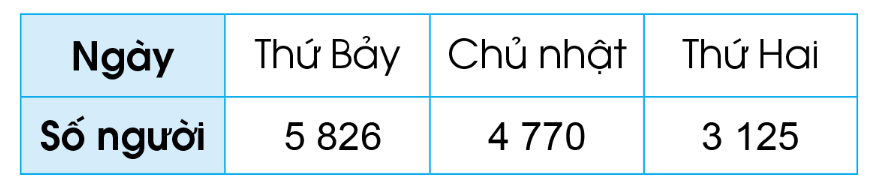 Ngày Thứ Bảy Chủ nhật Thứ Hai
Số người 5 826 4 770 3 125